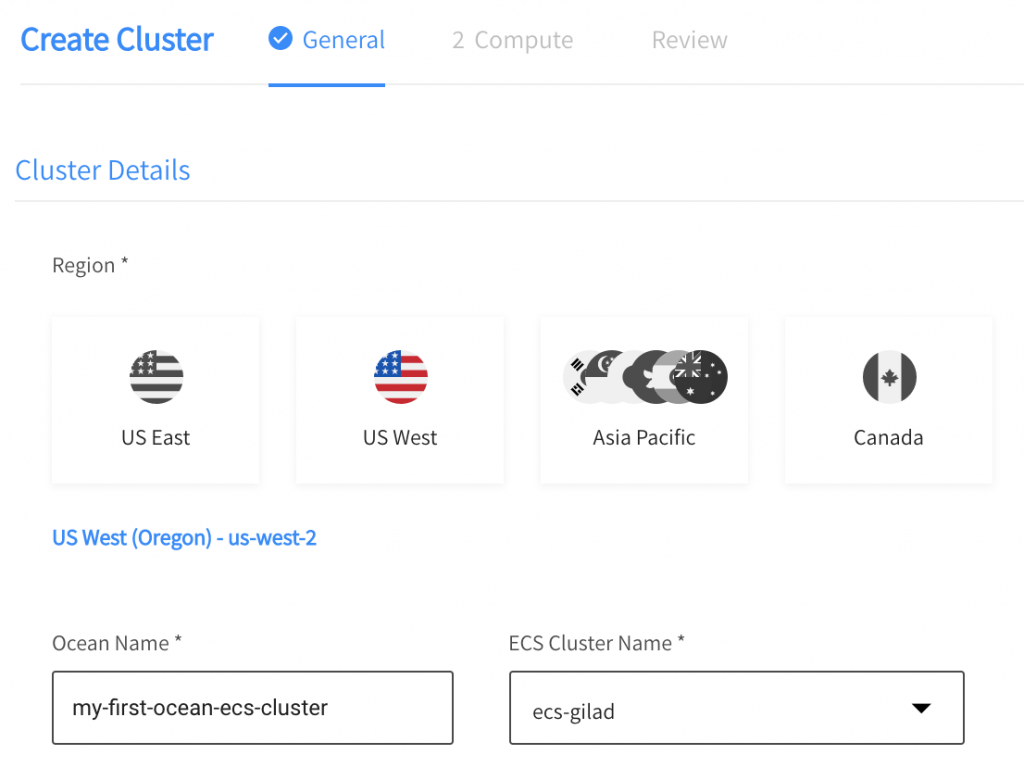 Create Cluster General 2 Compute Review
Cluster Details
Region *
US East US West Asia Pacific Canada
US West (Oregon) - us-west-2
Ocean Name * ECS Cluster Name *
my-first-ocean-ecs-cluster ecs-gilad